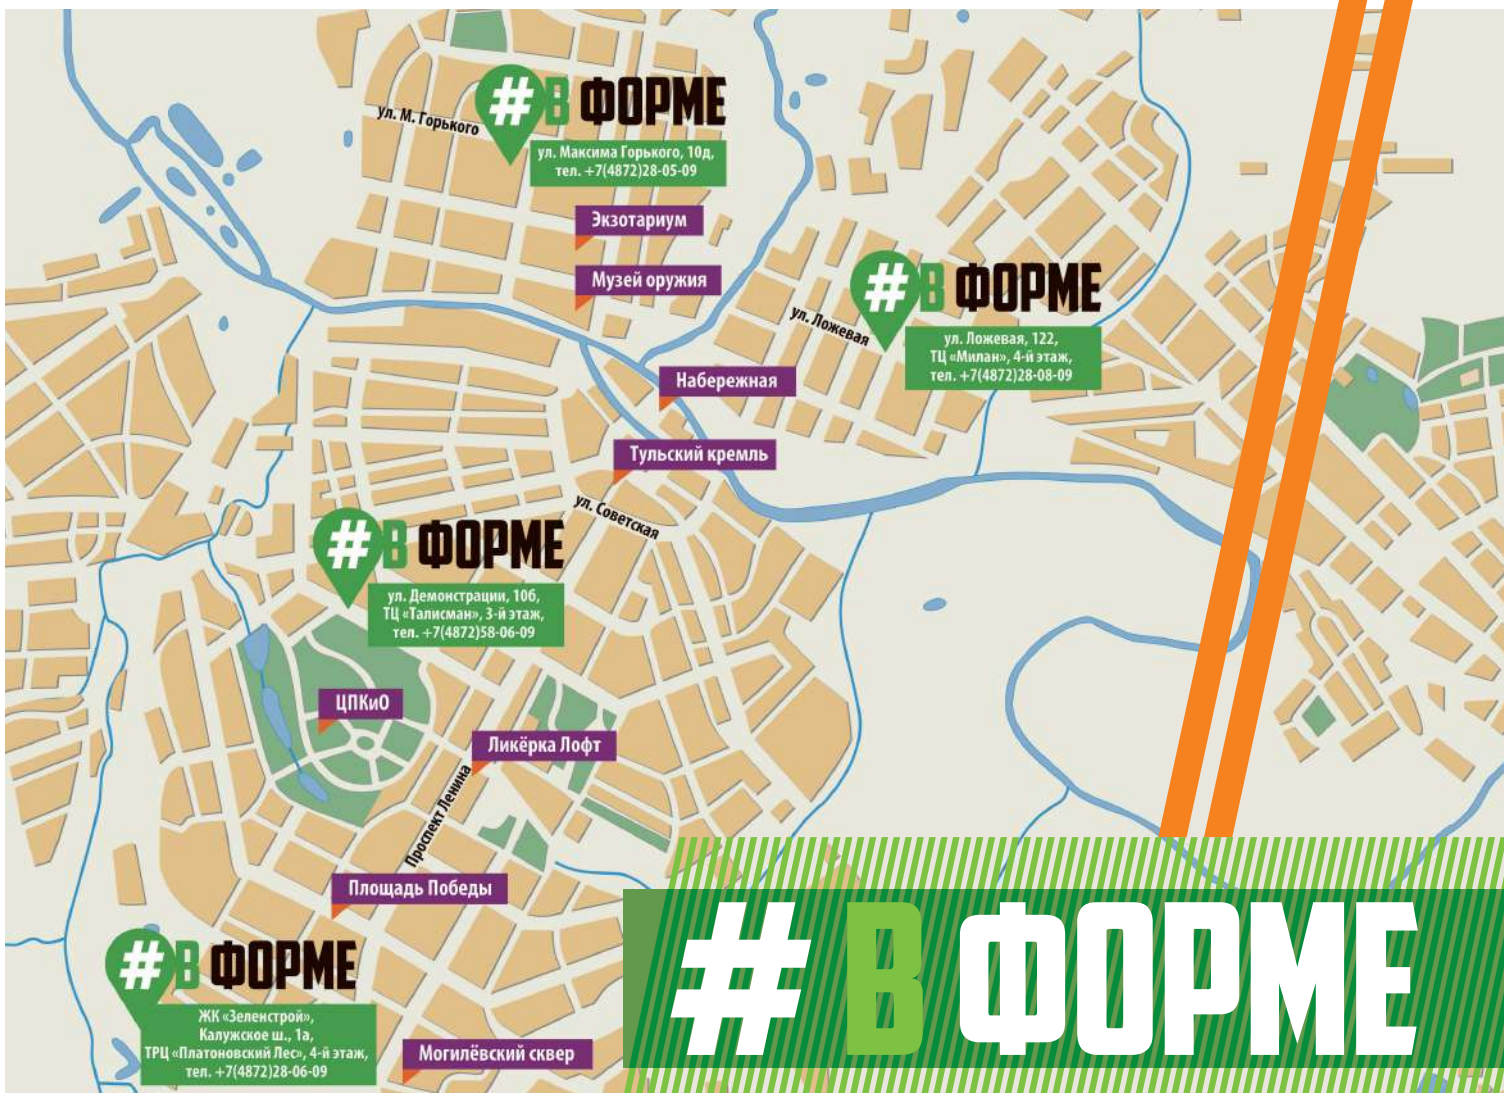 ул. М. Горького
# В ФОРМЕ
ул. Максима Горького, 10д,
тел. +7(4872)28-05-09
Экзотариум
Музей оружия
# В ФОРМЕ
ул. Ложевая
ул. Ложевая, 122,
ТЦ «Милан», 4-й этаж,
тел. +7(4872)28-08-09
Набережная
Тульский кремль
ул. Советская
# В ФОРМЕ
ул. Демонстрации, 10б,
ТЦ «Талисман», 3-й этаж,
тел. +7(4872)58-06-09
ЦПКиО
Ликёрка Лофт
Проспект Ленина
Площадь Победы
# В ФОРМЕ
ЖК «Зеленстрой»,
Калужское ш., 1а,
ТРЦ «Платоновский Лес», 4-й этаж,
тел. +7(4872)28-06-09
Могилёвский сквер
# В ФОРМЕ